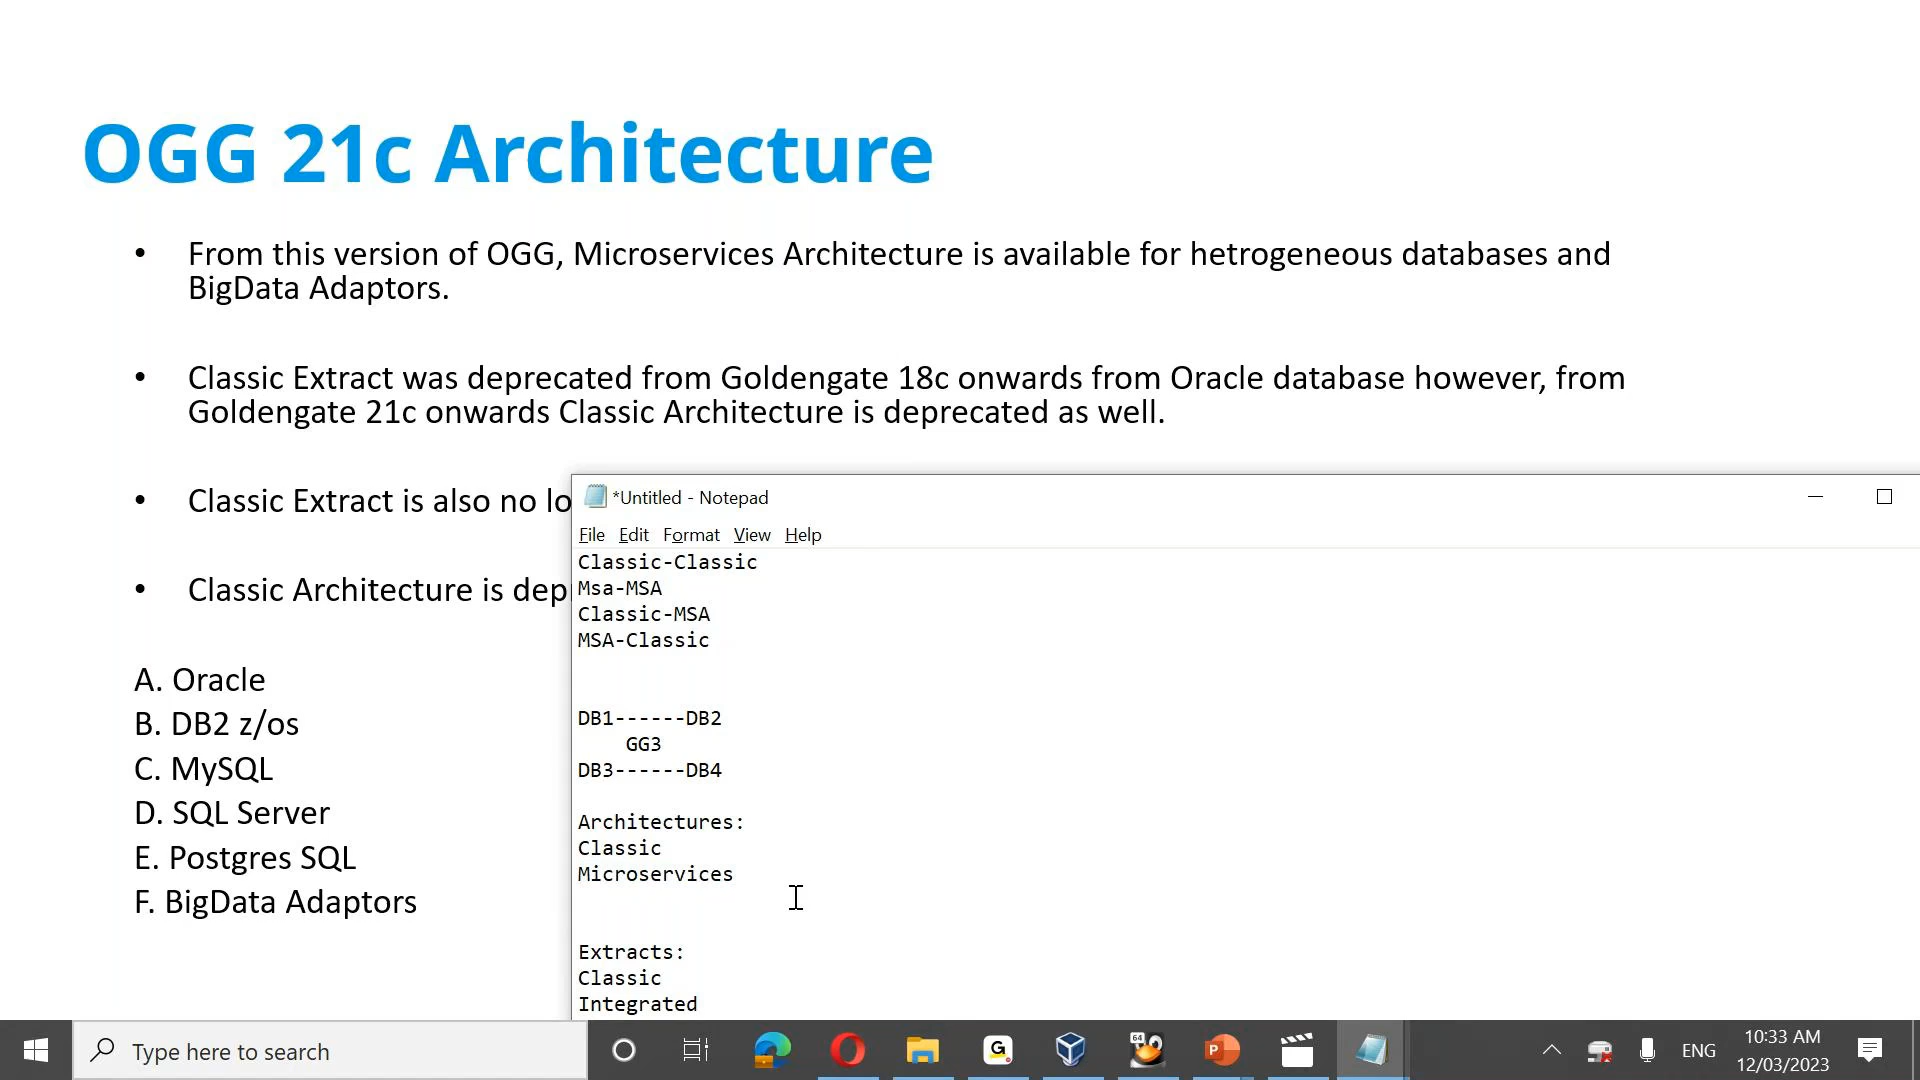 OGG 21c Architecture
• From this version of OGG, Microservices Architecture is available for hetrogeneous databases and
BigData Adaptors.
• Classic Extract was deprecated from Goldengate 18c onwards from Oracle database however, from
Goldengate 21c onwards Classic Architecture is deprecated as well.
• Classic Extract is also no lo
• Classic Architecture is dep
A. Oracle
B. DB2 z/os
C. MySQL
D. SQL Server
E. Postgres SQL
F. BigData Adaptors
*Untitled - Notepad
File Edit Format View Help
Classic-Classic
Msa-MSA
Classic-MSA
MSA-Classic
DB1------DB2
GG3
DB3------DB4
Architectures:
Classic
Microservices
Extracts:
Classic
Integrated
Type here to search
G
64
P
ENG
10:33 AM
12/03/2023